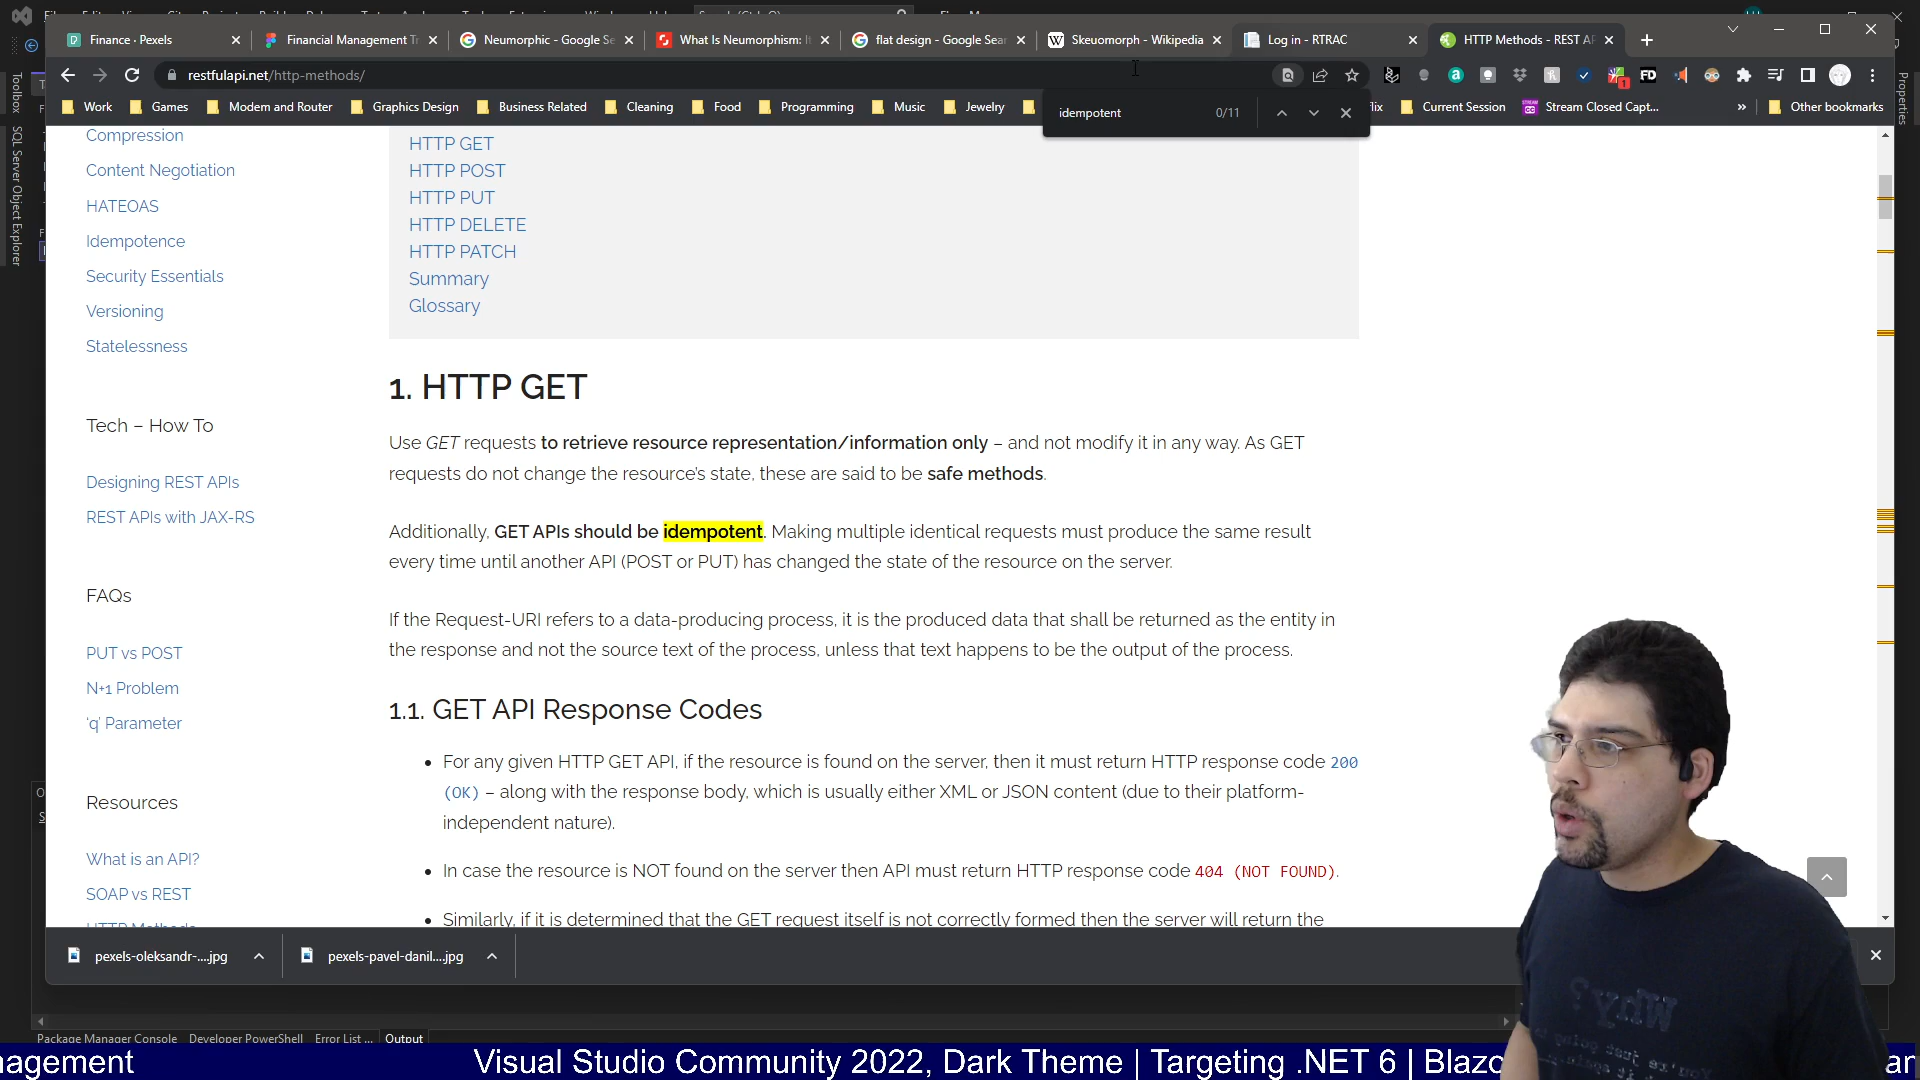 Finance · Pexels
Financial Management Tr
Neumorphic - Google Se
What Is Neumorphism: I
flat design - Google Sear
Skeuomorph - Wikipedia
Log in - RTRAC
HTTP Methods - REST AP
restfulapi.net/http-methods/
Work
Games
Modem and Router
Graphics Design
Business Related
Cleaning
Food
Programming
Music
Jewelry
flix
Current Session
Stream Closed Capt...
»
Other bookmarks
idempotent
0/11
Toolbox
SQL Server Object Explorer
Properties
Compression
Content Negotiation
HATEOAS
Idempotence
Security Essentials
Versioning
Statelessness
Tech – How To
Designing REST APIs
REST APIs with JAX-RS
FAQs
PUT vs POST
N+1 Problem
'q' Parameter
Resources
What is an API?
SOAP vs REST
HTTP Methods
HTTP GET
HTTP POST
HTTP PUT
HTTP DELETE
HTTP PATCH
Summary
Glossary
1. HTTP GET
Use GET requests to retrieve resource representation/information only – and not modify it in any way. As GET
requests do not change the resource's state, these are said to be safe methods.
Additionally, GET APIs should be idempotent. Making multiple identical requests must produce the same result
every time until another API (POST or PUT) has changed the state of the resource on the server.
If the Request-URI refers to a data-producing process, it is the produced data that shall be returned as the entity in
the response and not the source text of the process, unless that text happens to be the output of the process.
1.1. GET API Response Codes
• For any given HTTP GET API, if the resource is found on the server, then it must return HTTP response code 200
(OK) – along with the response body, which is usually either XML or JSON content (due to their platform-
independent nature).
• In case the resource is NOT found on the server then API must return HTTP response code 404 (NOT FOUND).
• Similarly, if it is determined that the GET request itself is not correctly formed then the server will return the
pexels-oleksandr-....jpg
pexels-pavel-danil....jpg
Package Manager Console
Developer PowerShell
Error List ...
Output
Why?
nagement
Visual Studio Community 2022, Dark Theme | Targeting .NET 6 | Blazo
an